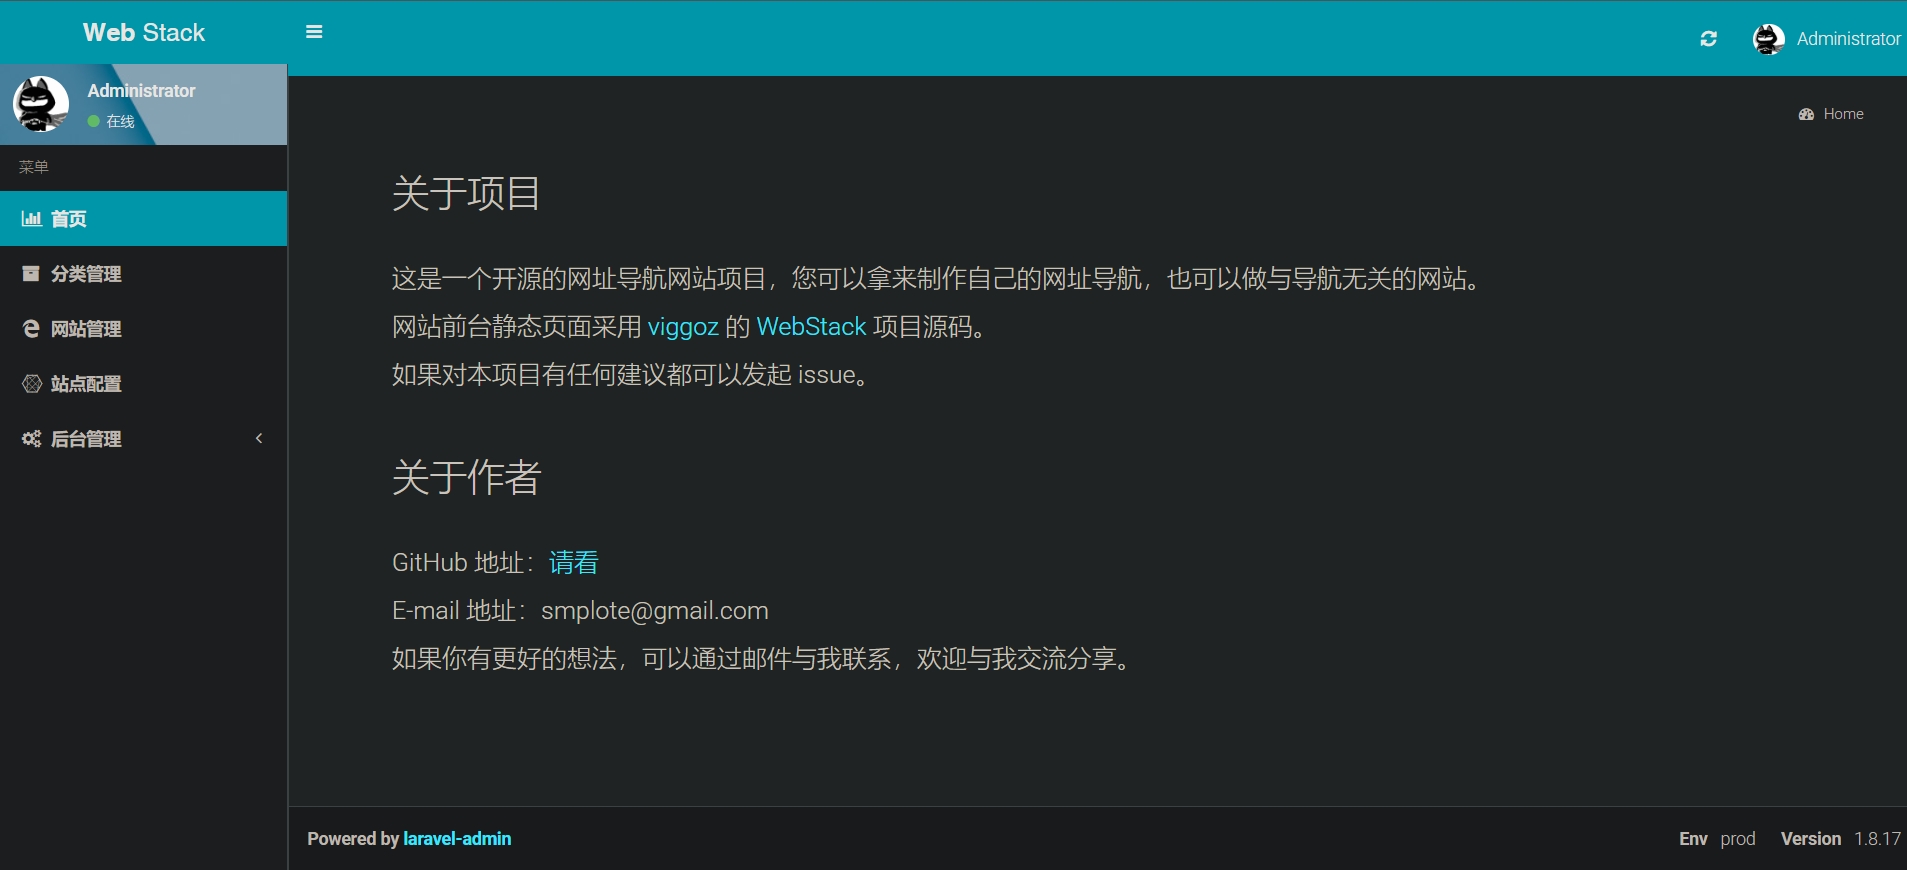 Web Stack
Administrator
Administrator
在线
Home
菜单
首页
分类管理
网站管理
站点配置
后台管理
关于项目
这是一个开源的网址导航网站项目，您可以拿来制作自己的网址导航，也可以做与导航无关的网站。
网站前台静态页面采用 viggoz 的 WebStack 项目源码。
如果对本项目有任何建议都可以发起 issue。
关于作者
GitHub 地址：请看
E-mail 地址：smplote@gmail.com
如果你有更好的想法，可以通过邮件与我联系，欢迎与我交流分享。
Powered by laravel-admin
Env prod Version 1.8.17